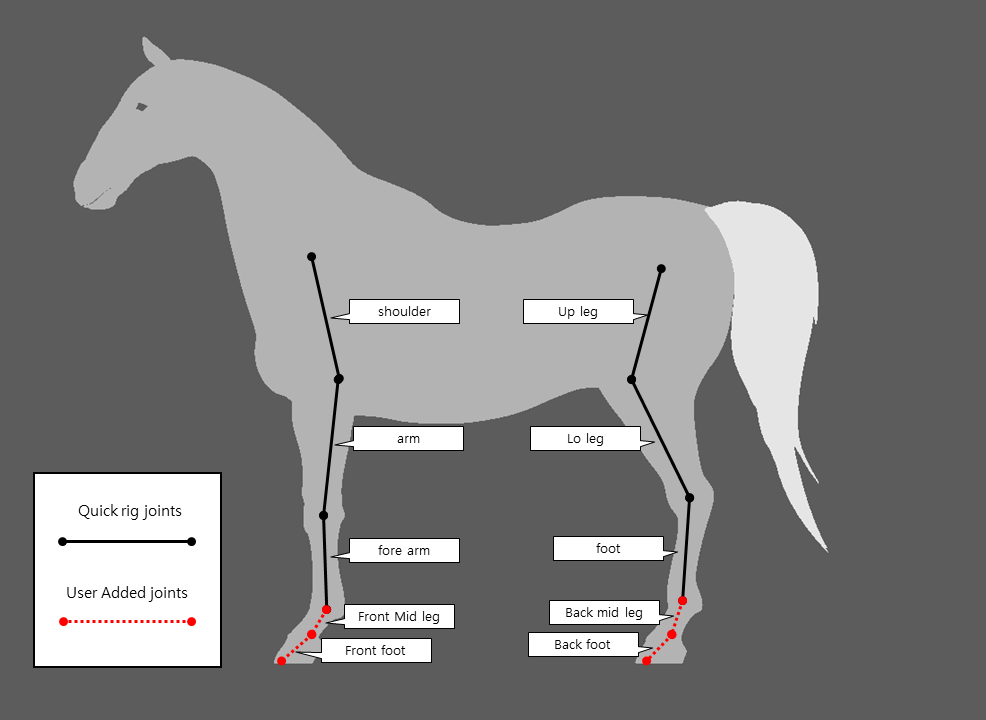 shoulder
Up leg
arm
Lo leg
Quick rig joints
fore arm
foot
User Added joints
Front Mid leg
Back mid leg
Front foot
Back foot